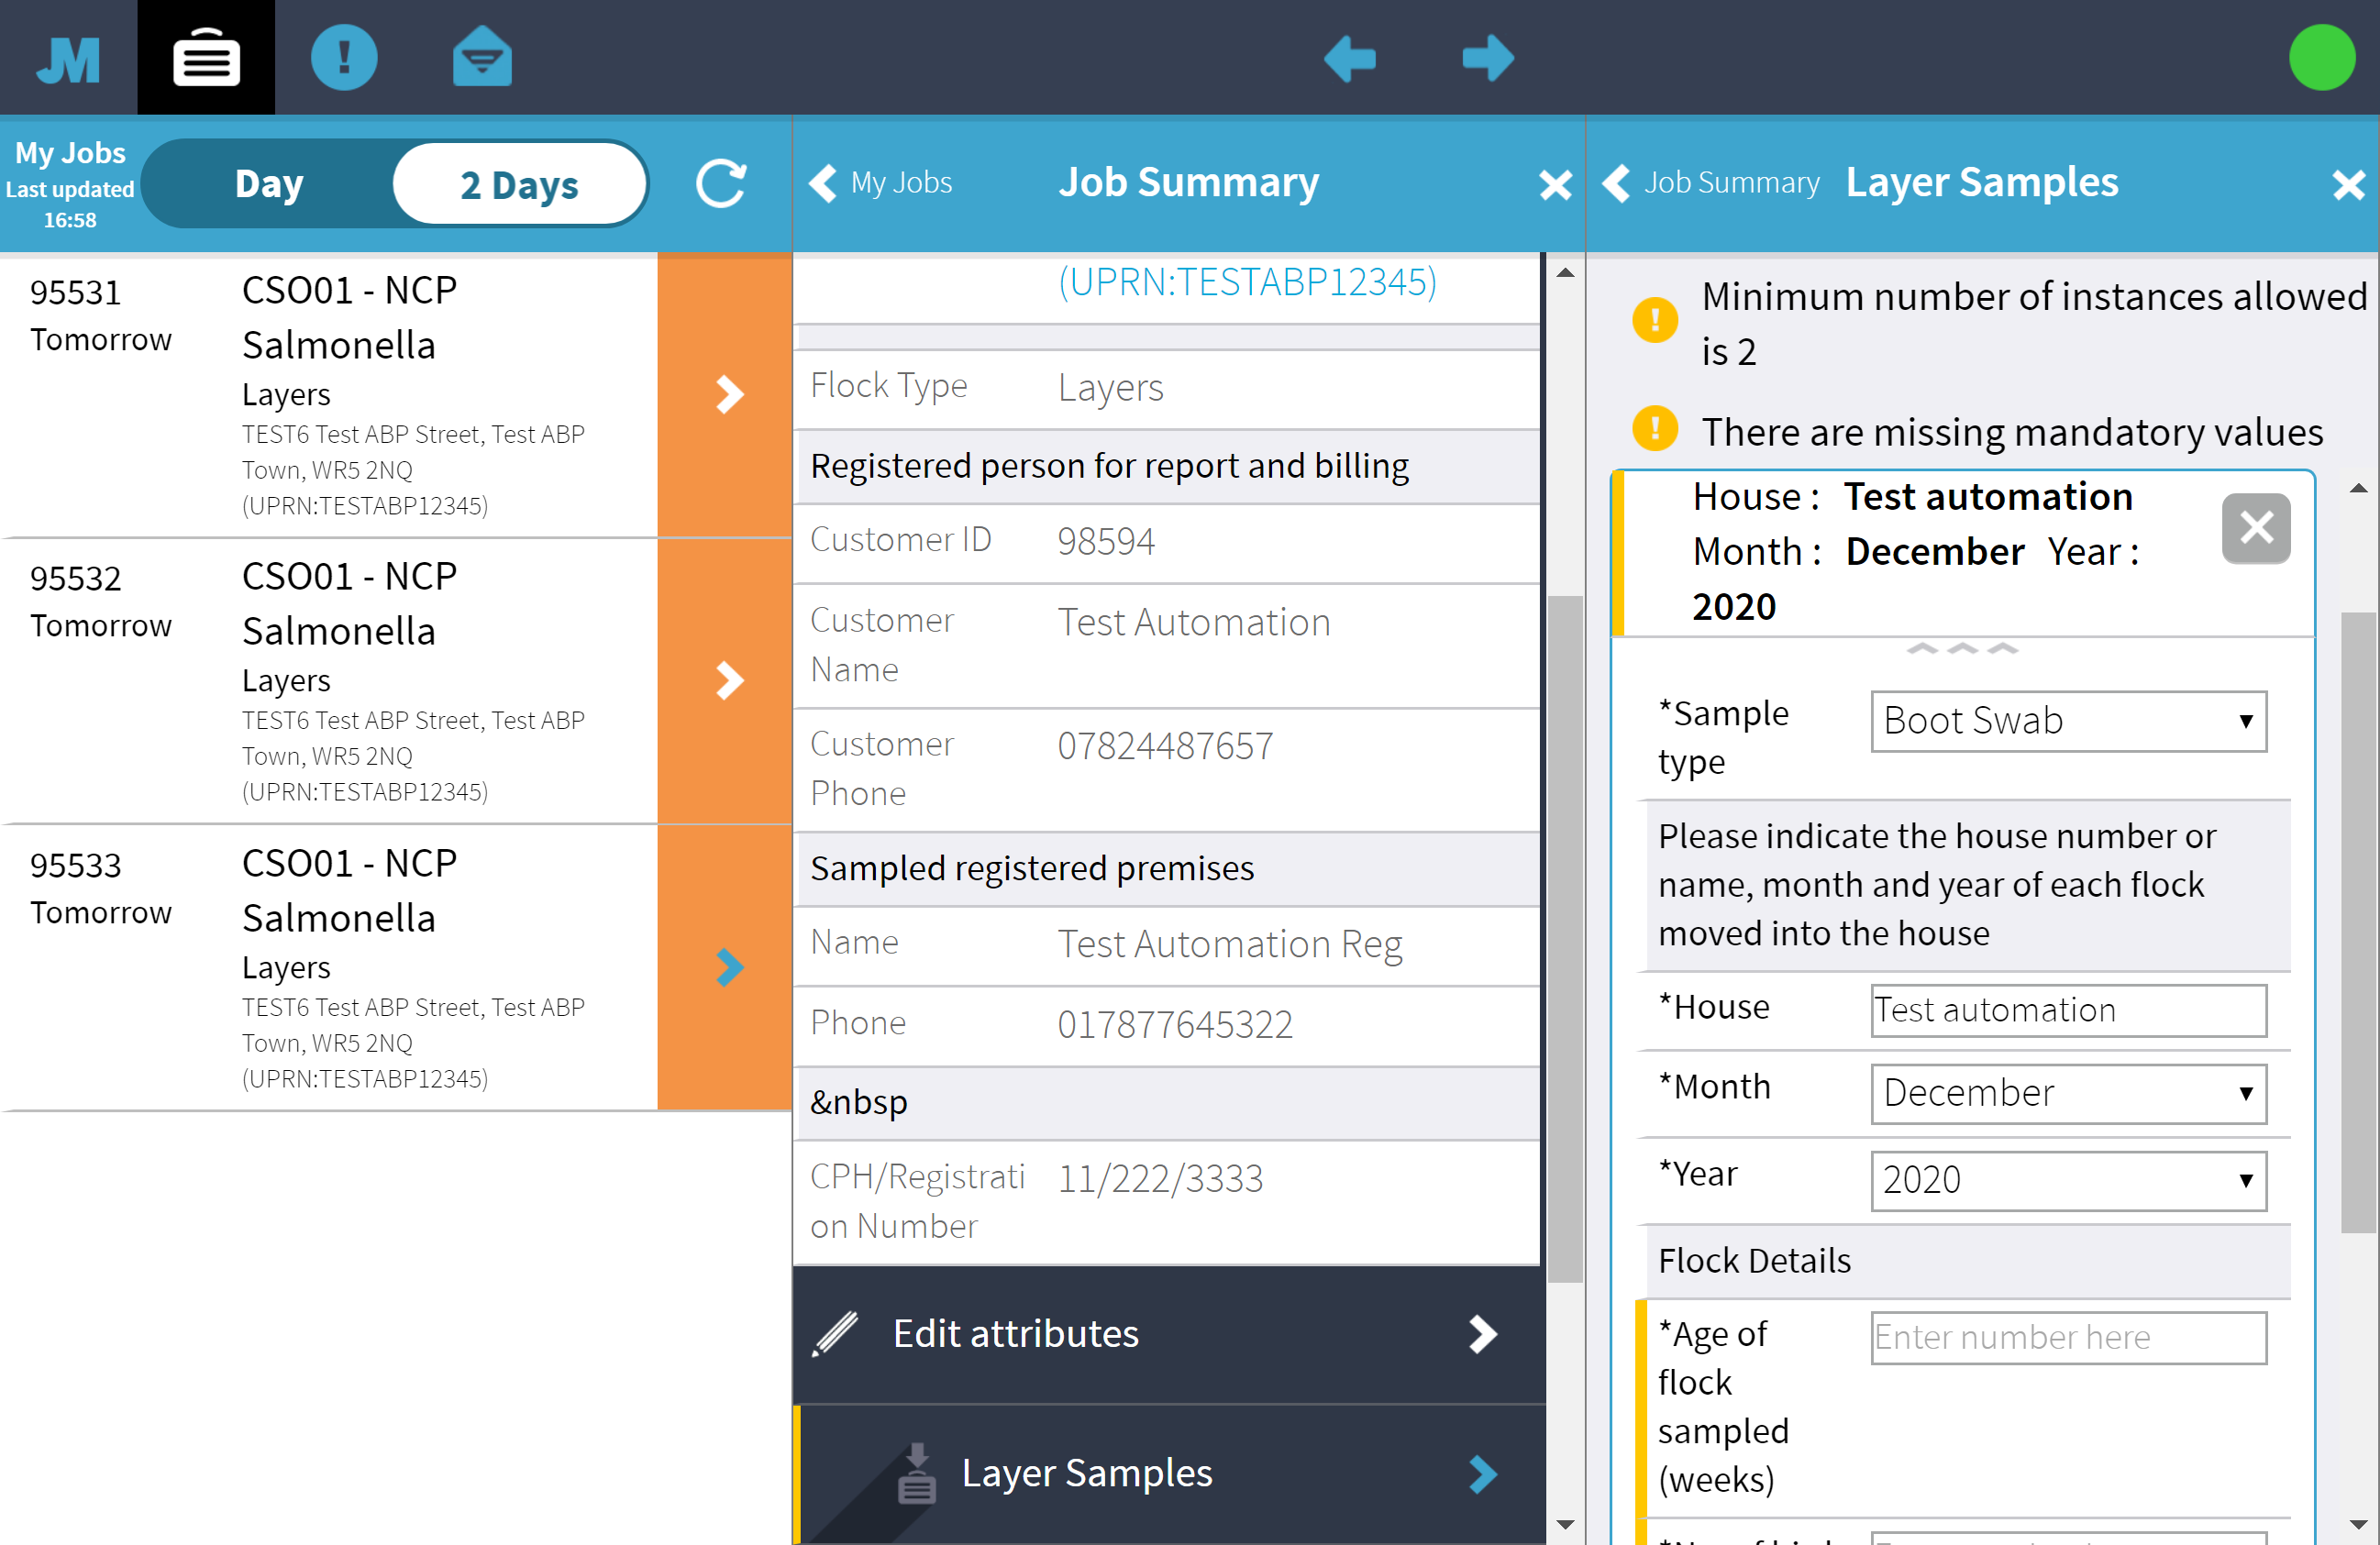 JM
My Jobs
Last updated
16:58
Day
2 Days
95531
Tomorrow
CSO01 - NCP
Salmonella
Layers
TEST6 Test ABP Street, Test ABP
Town, WR5 2NQ
(UPRN:TESTABP12345)
95532
Tomorrow
CSO01 - NCP
Salmonella
Layers
TEST6 Test ABP Street, Test ABP
Town, WR5 2NQ
(UPRN:TESTABP12345)
95533
Tomorrow
CSO01 - NCP
Salmonella
Layers
TEST6 Test ABP Street, Test ABP
Town, WR5 2NQ
(UPRN:TESTABP12345)
My Jobs
Job Summary
(UPRN:TESTABP12345)
Flock Type
Layers
Registered person for report and billing
Customer ID
98594
Customer
Name
Test Automation
Customer
Phone
07824487657
Sampled registered premises
Name
Test Automation Reg
Phone
017877645322
&nbsp
CPH/Registrati
on Number
11/222/3333
Edit attributes
Layer Samples
Job Summary
Layer Samples
Minimum number of instances allowed
is 2
There are missing mandatory values
House : Test automation
Month : December Year :
2020
*Sample
type
Boot Swab
Please indicate the house number or
name, month and year of each flock
moved into the house
*House
Test automation
*Month
December
*Year
2020
Flock Details
*Age of
flock
sampled
(weeks)
Enter number here